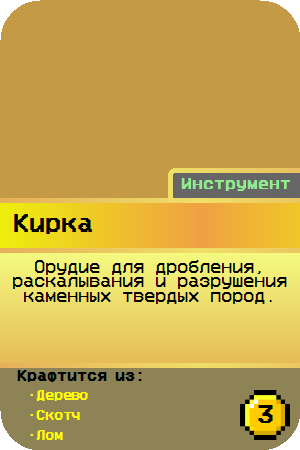 Инструмент
Кирка
Орудие для дробления,
раскалывания и разрушения
каменных твердых пород.
Крафтится из:
·Дерево
·Скотч
·Лом
3